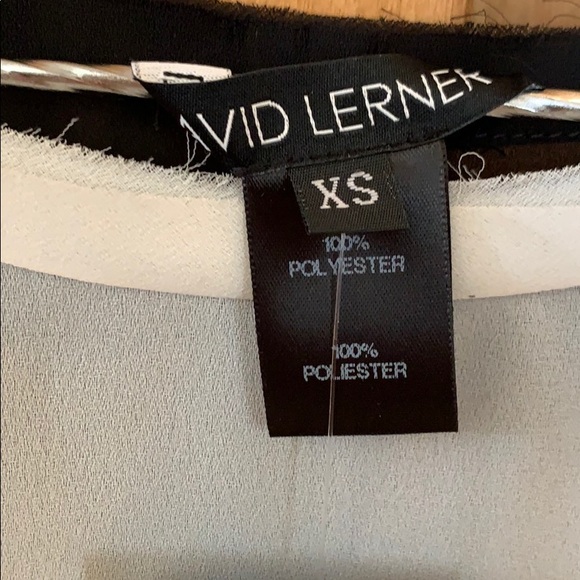 AVID LERNER
XS
100%
POLYESTER
100%
POLIESTER